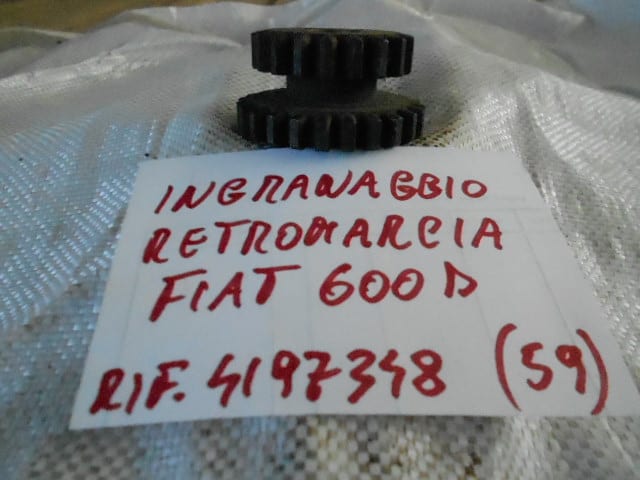 INGRANAGGIO
RETROMARCIA
FIAT 600 D
RIF. 4197348 (59)